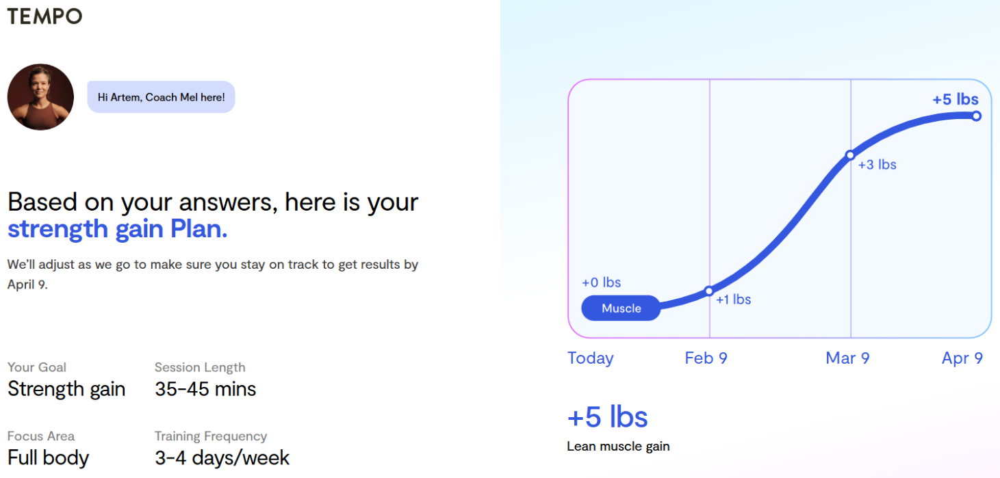 TEMPO
Hi Artem, Coach Mel here!
Based on your answers, here is your
strength gain Plan.
We’ll adjust as we go to make sure you stay on track to get results by
April 9.
Your Goal
Strength gain
Session Length
35-45 mins
Focus Area
Full body
Training Frequency
3-4 days/week
+5 lbs
+3 lbs
+0 lbs
Muscle
+1 lbs
Today
Feb 9
Mar 9
Apr 9
+5 lbs
Lean muscle gain